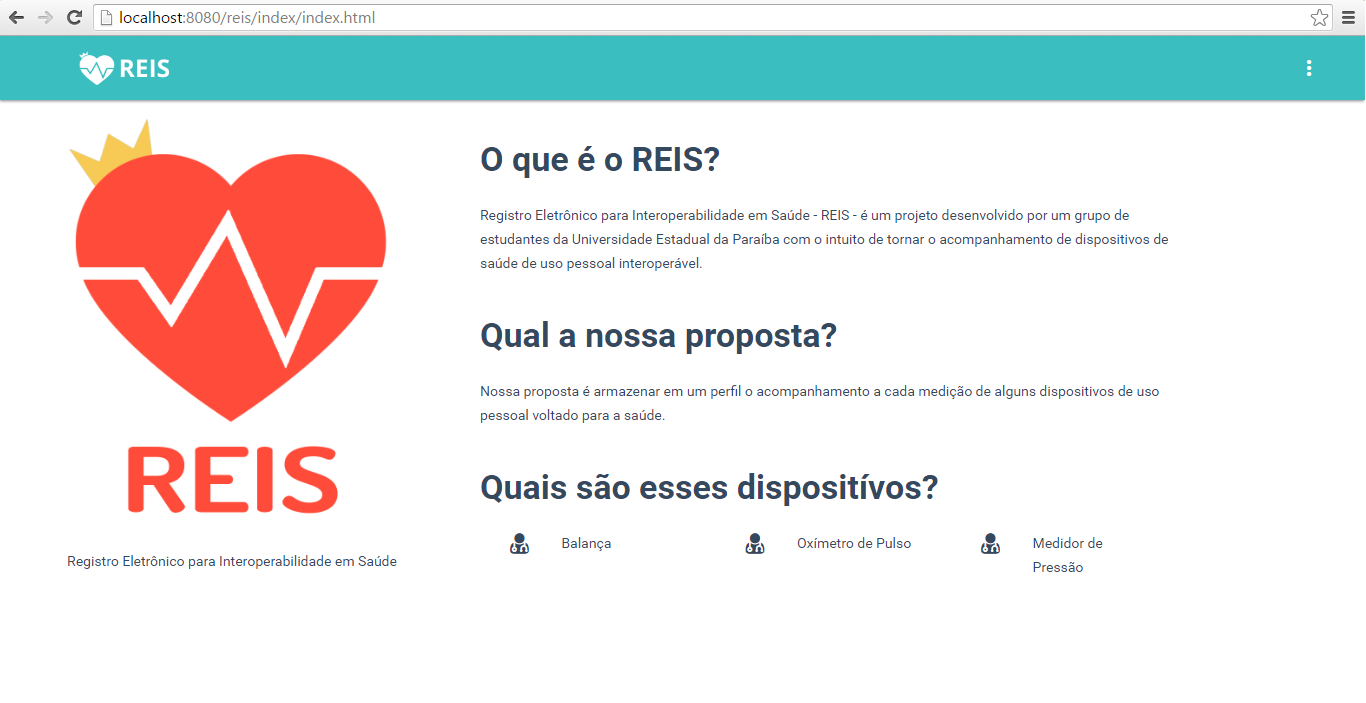 localhost:8080/reis/index/index.html
REIS
REIS
Registro Eletrônico para Interoperabilidade em Saúde
O que é o REIS?
Registro Eletrônico para Interoperabilidade em Saúde - REIS - é um projeto desenvolvido por um grupo de
estudantes da Universidade Estadual da Paraíba com o intuito de tornar o acompanhamento de dispositivos de
saúde de uso pessoal interoperável.
Qual a nossa proposta?
Nossa proposta é armazenar em um perfil o acompanhamento a cada medição de alguns dispositivos de uso
pessoal voltado para a saúde.
Quais são esses dispositívos?
Balança
Oxímetro de Pulso
Medidor de
Pressão